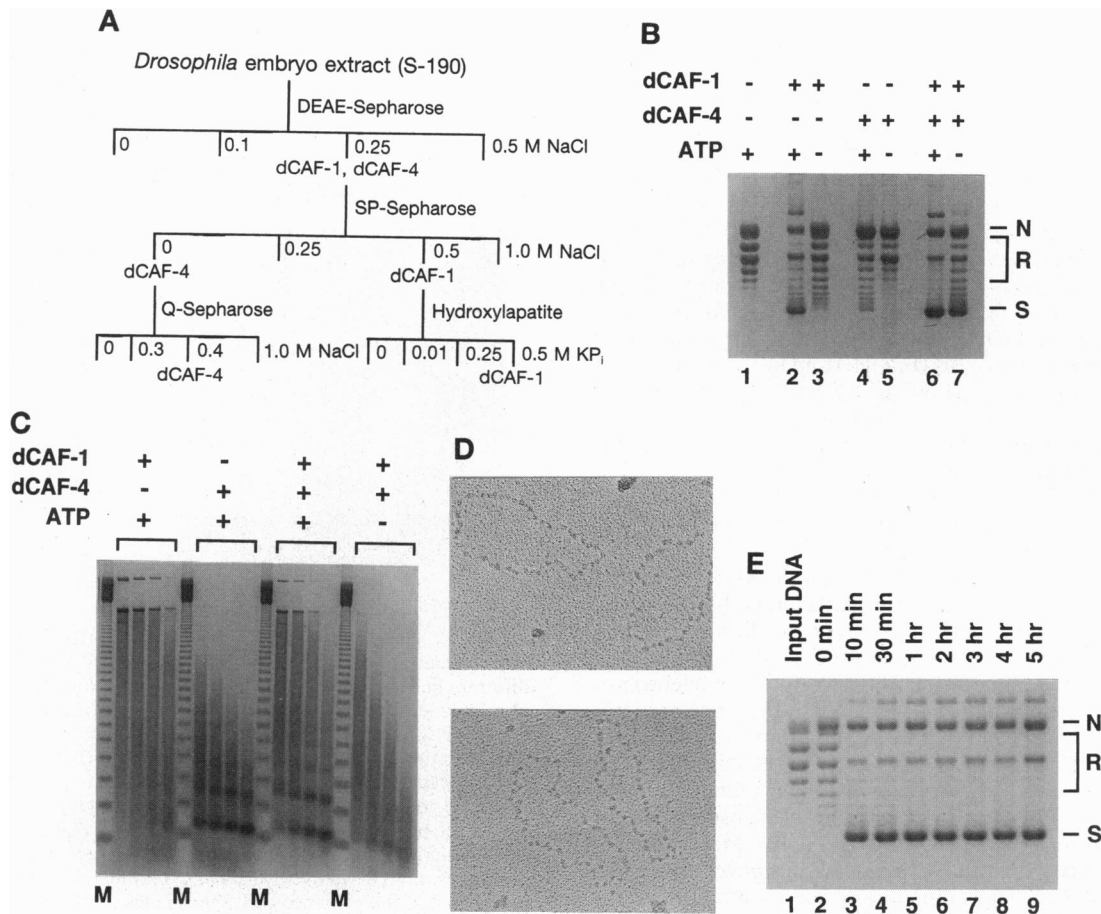 A
Drosophila embryo extract (S-190)
DEAE-Sepharose
0 0.1 0.25 0.5 M NaCl
dCAF-1, dCAF-4
SP-Sepharose
0 0.25 0.5 1.0 M NaCl
dCAF-4 dCAF-1
Q-Sepharose Hydroxylapatite
0 0.3 0.4 1.0 M NaCl 0 0.01 0.25 0.5 M KPi
dCAF-4 dCAF-1
B
dCAF-1 - + + - - + +
dCAF-4 - - - + + + +
ATP + + - + - + -
N
R
S
1 2 3 4 5 6 7
C
dCAF-1 + - + +
dCAF-4 - + + +
ATP + + + -
M M M M
D
E
Input DNA
0 min
10 min
30 min
1 hr
2 hr
3 hr
4 hr
5 hr
N
R
S
1 2 3 4 5 6 7 8 9